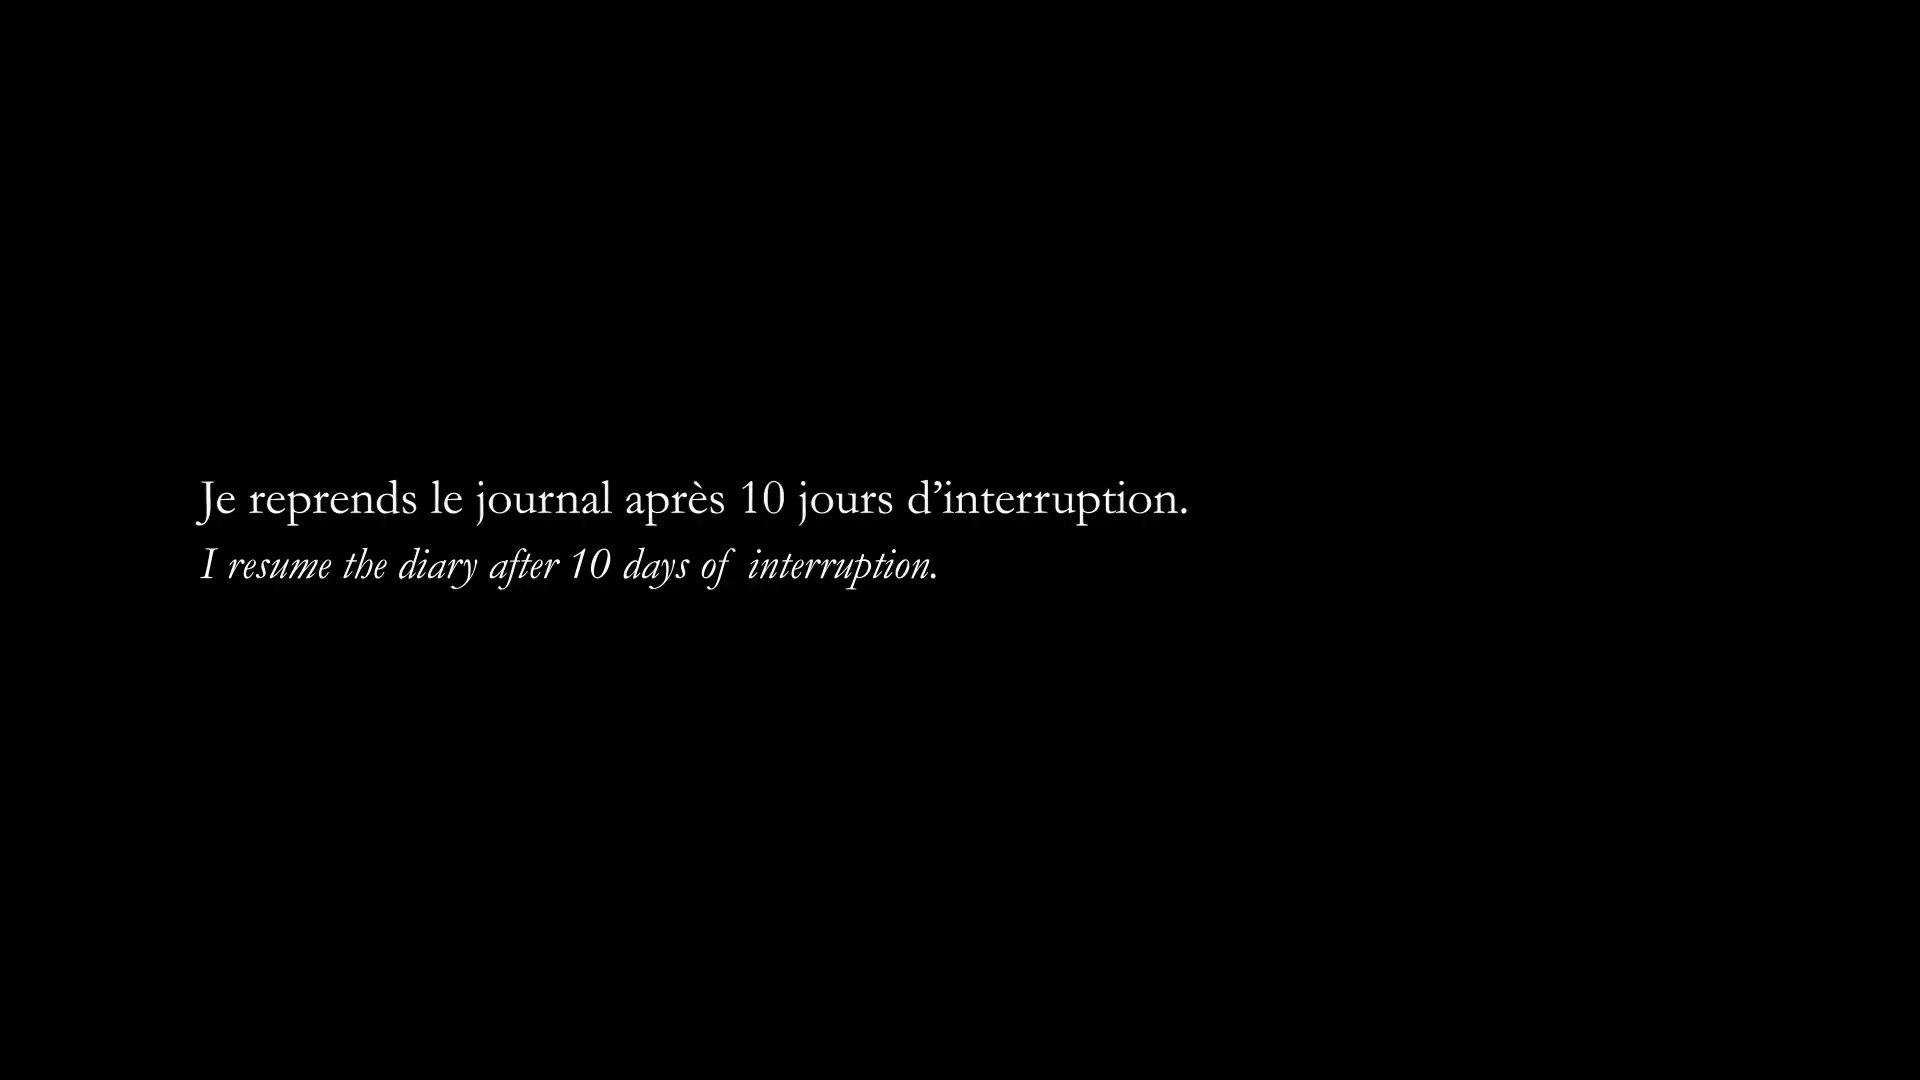 Je reprends le journal après 10 jours d’interruption.
I resume the diary after 10 days of interruption.